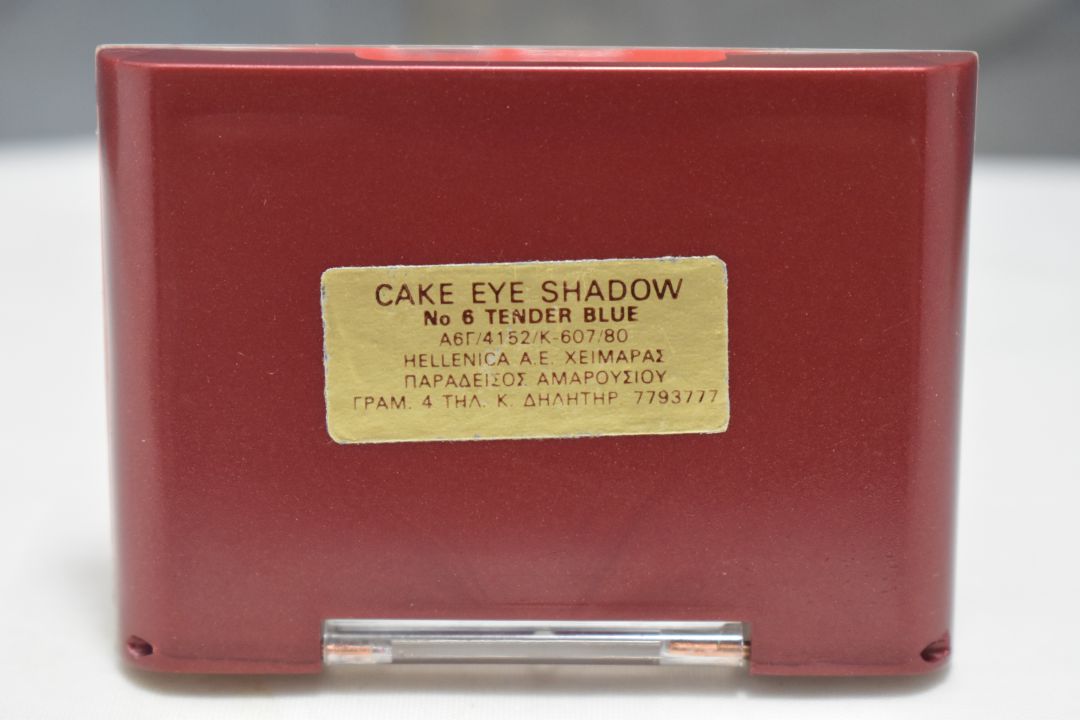 CAKE EYE SHADOW
No 6 TENDER BLUE
Α6Γ/4152/Κ-607/80
HELLENICA A.E. ΧΕΙΜΑΡΑΣ
ΠΑΡΑΔΕΙΣΟΣ ΑΜΑΡΟΥΣΙΟΥ
ΓΡΑΜ. 4 ΤΗΛ. Κ. ΔΗΛΗΤΗΡ. 7793777